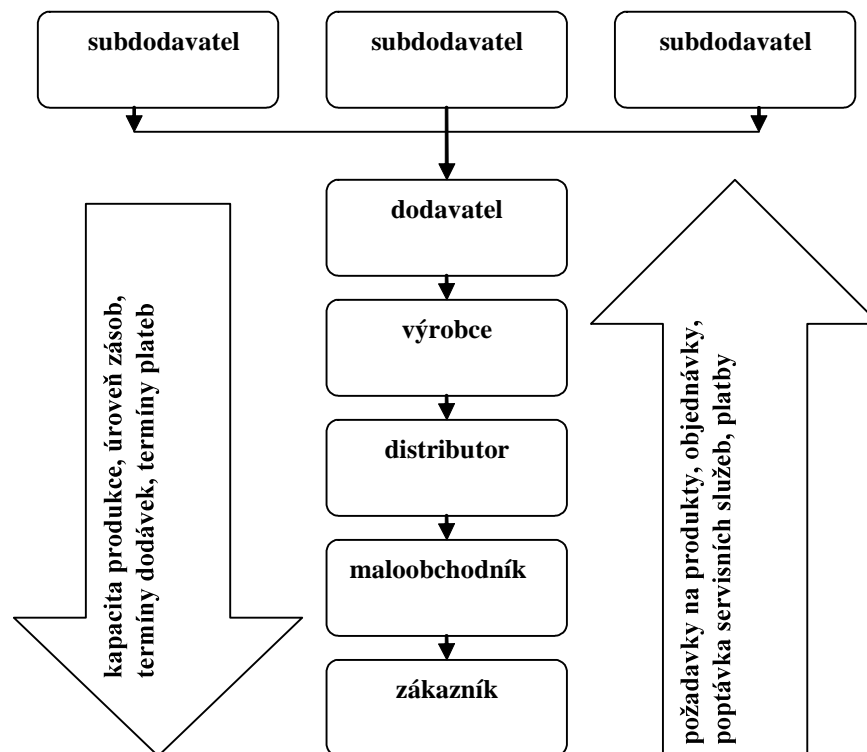 subdodavatel
subdodavatel
subdodavatel
dodavatel
výrobce
distributor
maloobchodník
zákazník
kapacita produkce, úroveň zásob,
termíny dodávek, termíny plateb
požadavky na produkty, objednávky,
poptávka servisních služeb, platby